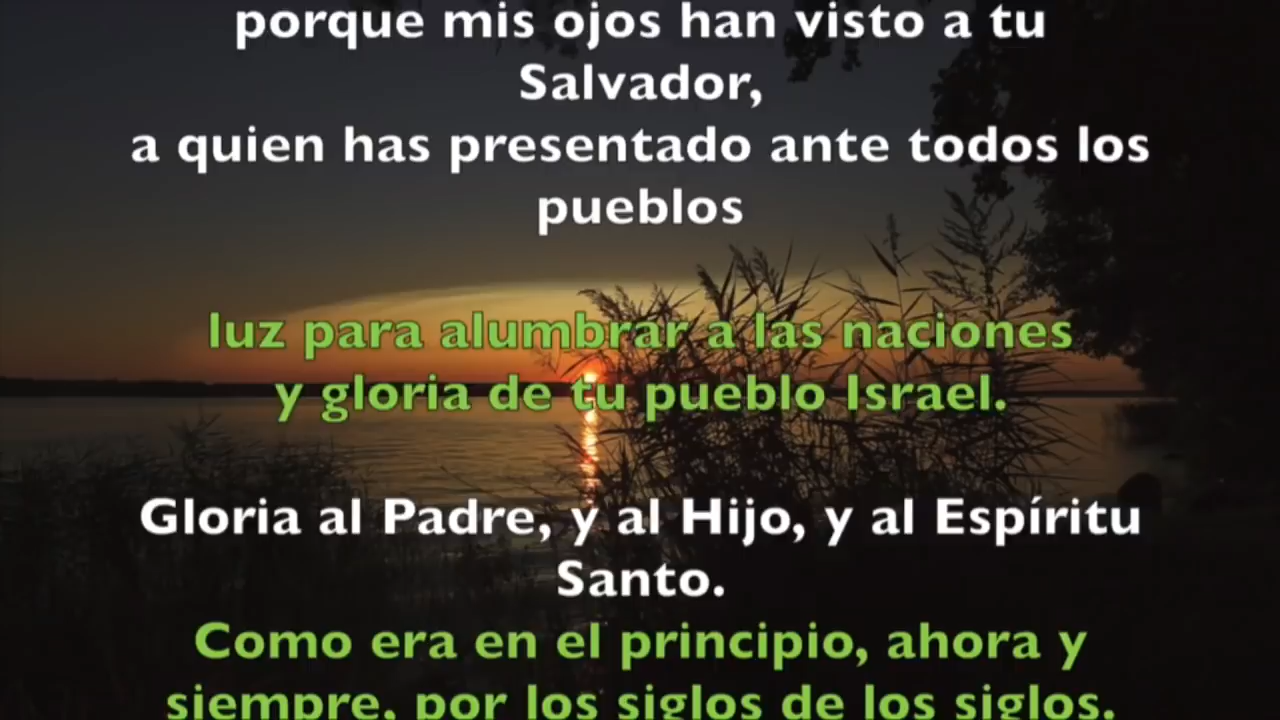 porque mis ojos han visto a tu
Salvador,
a quien has presentado ante todos los
pueblos
luz para alumbrar a las naciones
y gloria de tu pueblo Israel.
Gloria al Padre, y al Hijo, y al Espíritu
Santo.
Como era en el principio, ahora y
siempre, por los siglos de los siglos.